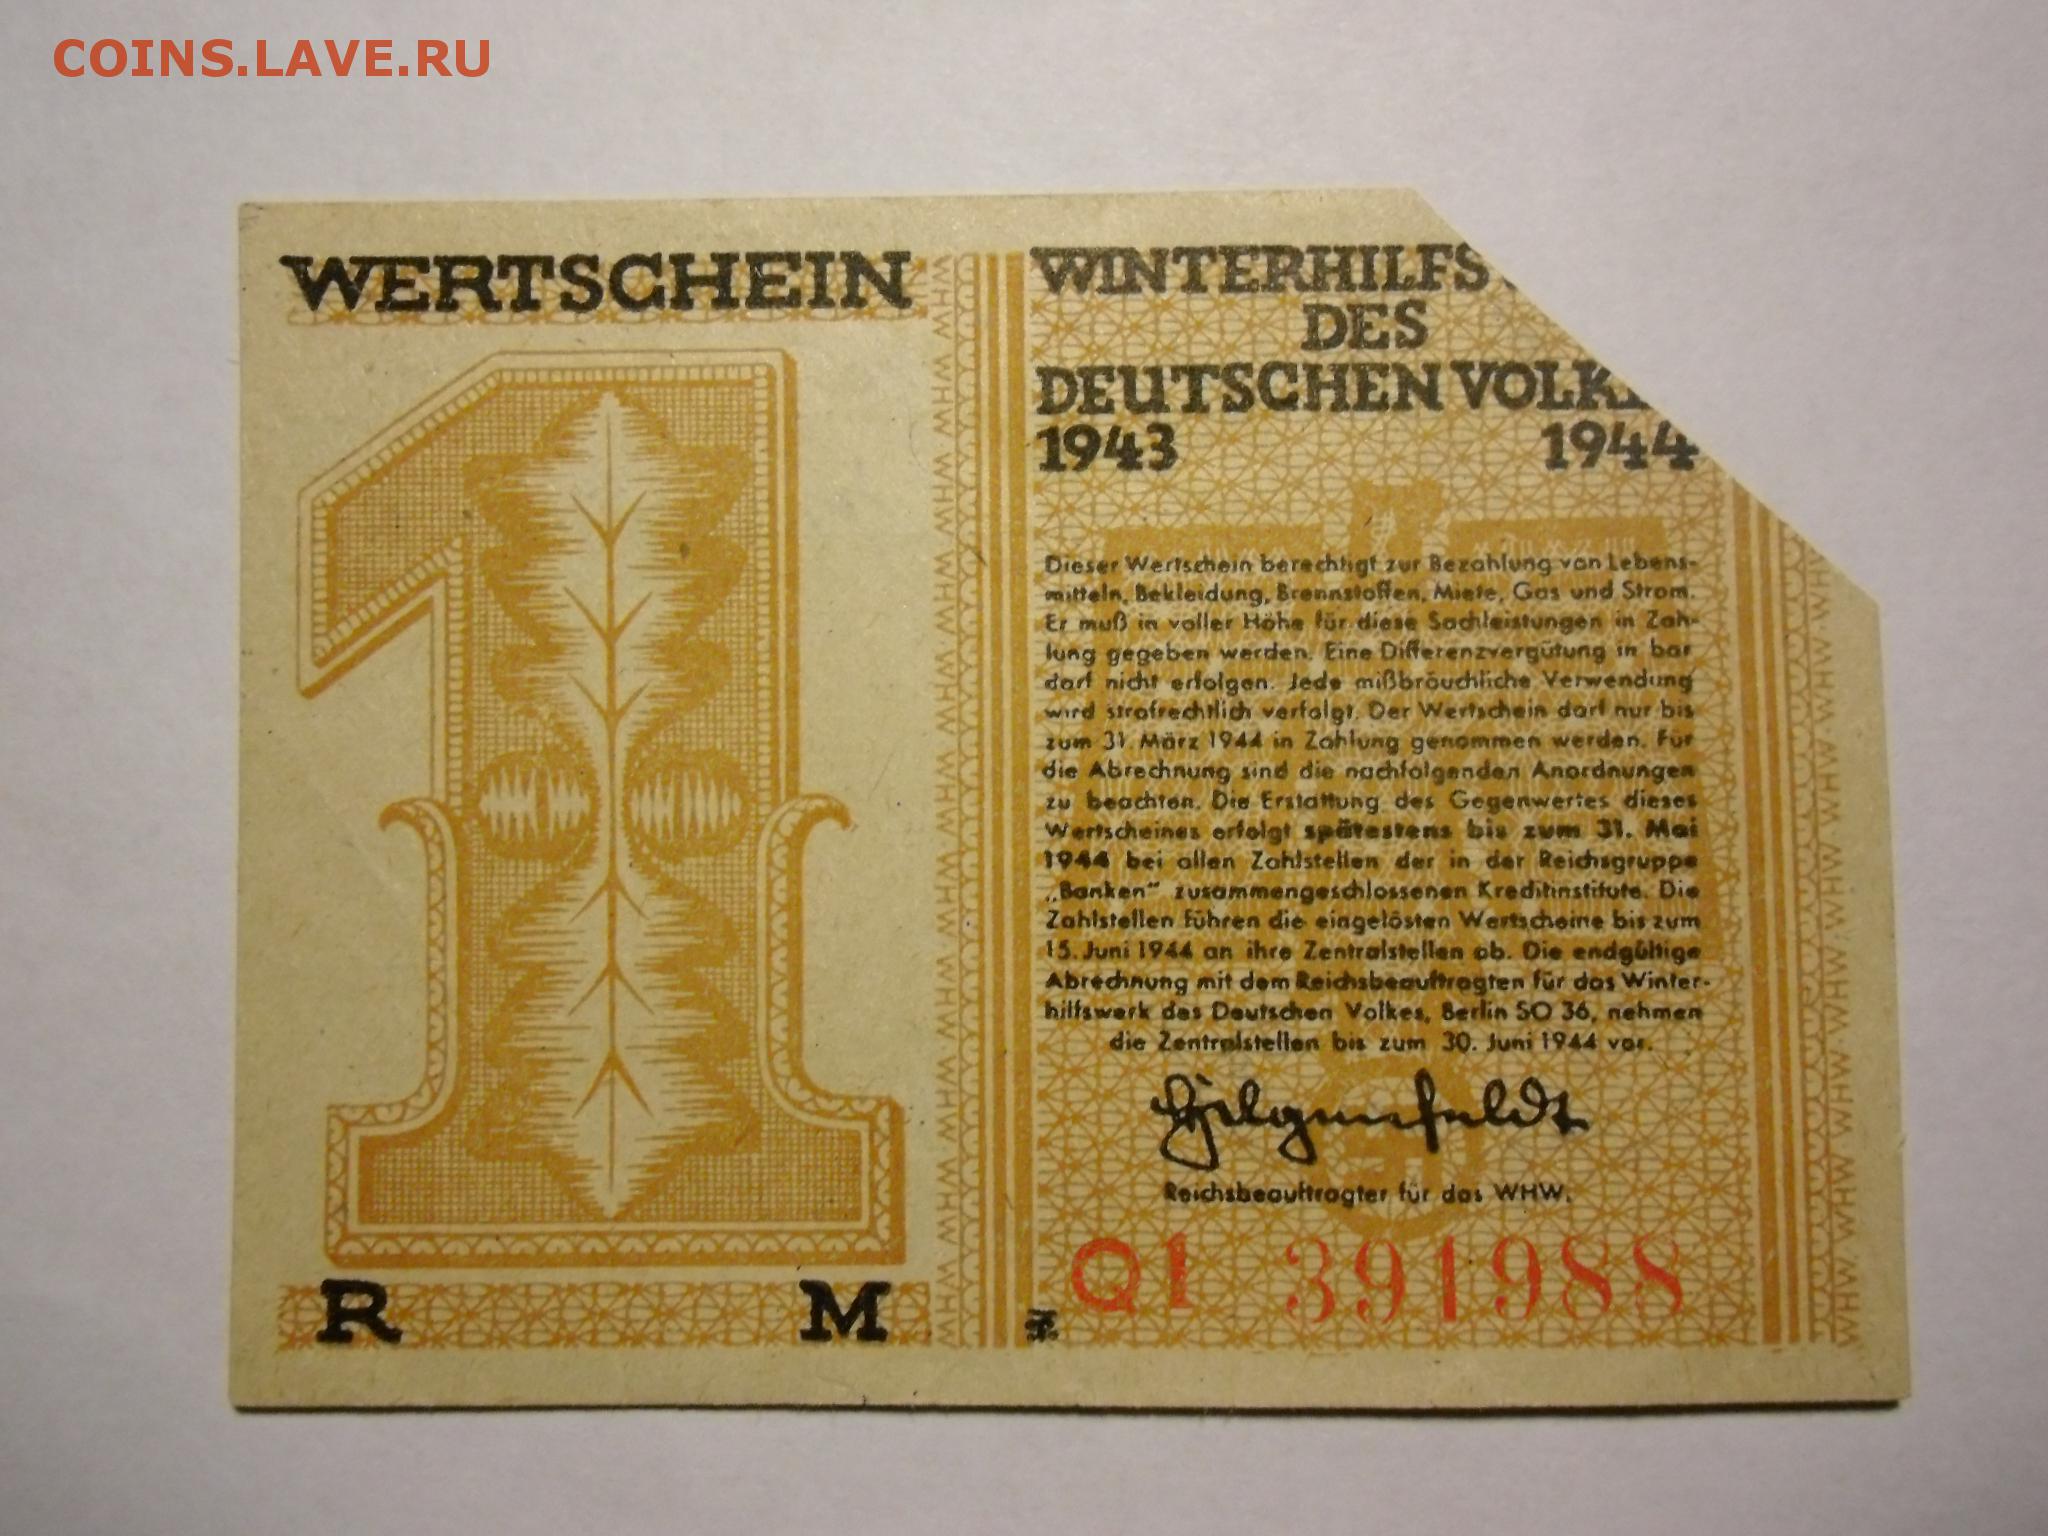 COINS.LAVE.RU
WERTSCHEIN
1
R M
WINTERHILFS
DES
DEUTSCHEN VOLK
1943 1944
Dieser Wertschein berechtigt zur Bezahlung von Lebens-
mitteln, Bekleidung, Brennstoffen, Miete, Gas und Strom.
Er muß in voller Höhe für diese Sachleistungen in Zah-
lung gegeben werden. Eine Differenzvergütung in bar
darf nicht erfolgen. Jede mißbräuchliche Verwendung
wird strafrechtlich verfolgt. Der Wertschein darf nur bis
zum 31. März 1944 in Zahlung genommen werden. Für
die Abrechnung sind die nachfolgenden Anordnungen
zu beachten. Die Erstattung des Gegenwertes dieses
Wertscheines erfolgt spätestens bis zum 31. Mai
1944 bei allen Zahlstellen der in der Reichsgruppe
„Banken“ zusammengeschlossenen Kreditinstitute. Die
Zahlstellen führen die eingelösten Wertscheine bis zum
15. Juni 1944 an ihre Zentralstellen ab. Die endgültige
Abrechnung mit dem Reichsbeauftragten für das Winter-
hilfswerk des Deutschen Volkes, Berlin SO 36, nehmen
die Zentralstellen bis zum 30. Juni 1944 vor.
Hilgenfeldt
Reichsbeauftragter für das WHW.
Q1 391988